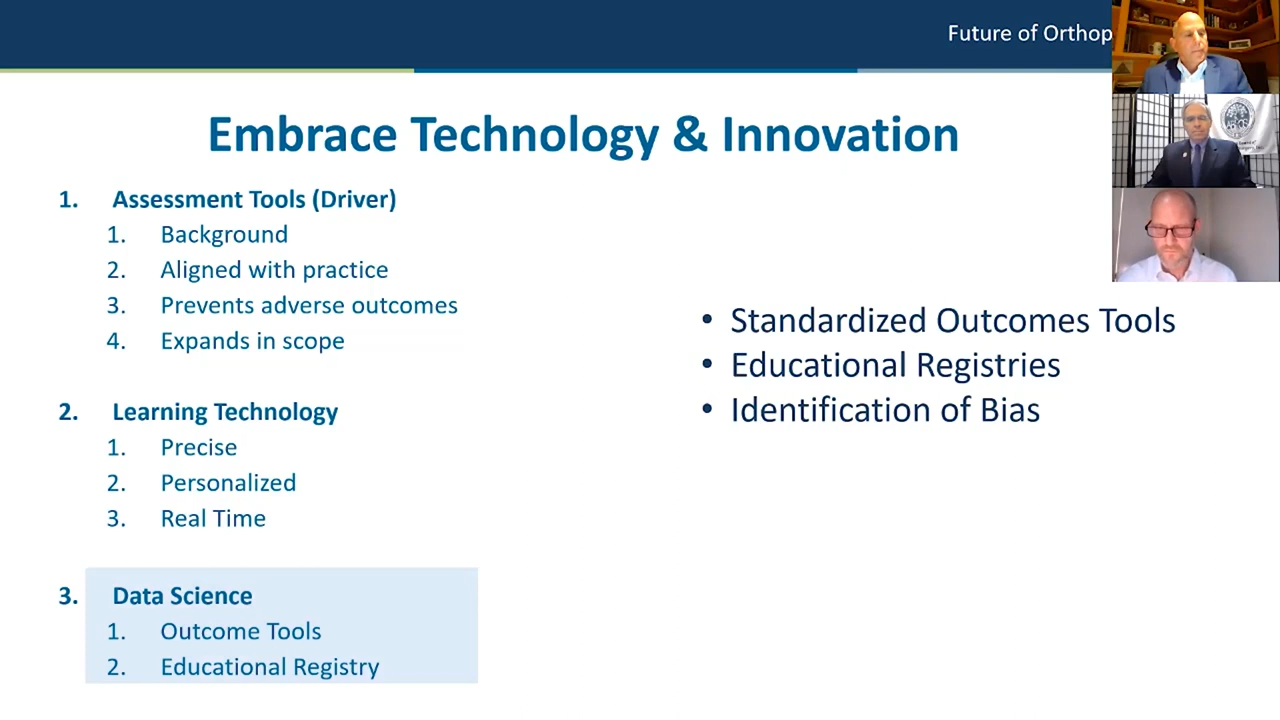 Future of Orthop
Embrace Technology & Innovation
1. Assessment Tools (Driver)
1. Background
2. Aligned with practice
3. Prevents adverse outcomes
4. Expands in scope
2. Learning Technology
1. Precise
2. Personalized
3. Real Time
3. Data Science
1. Outcome Tools
2. Educational Registry
• Standardized Outcomes Tools
• Educational Registries
• Identification of Bias